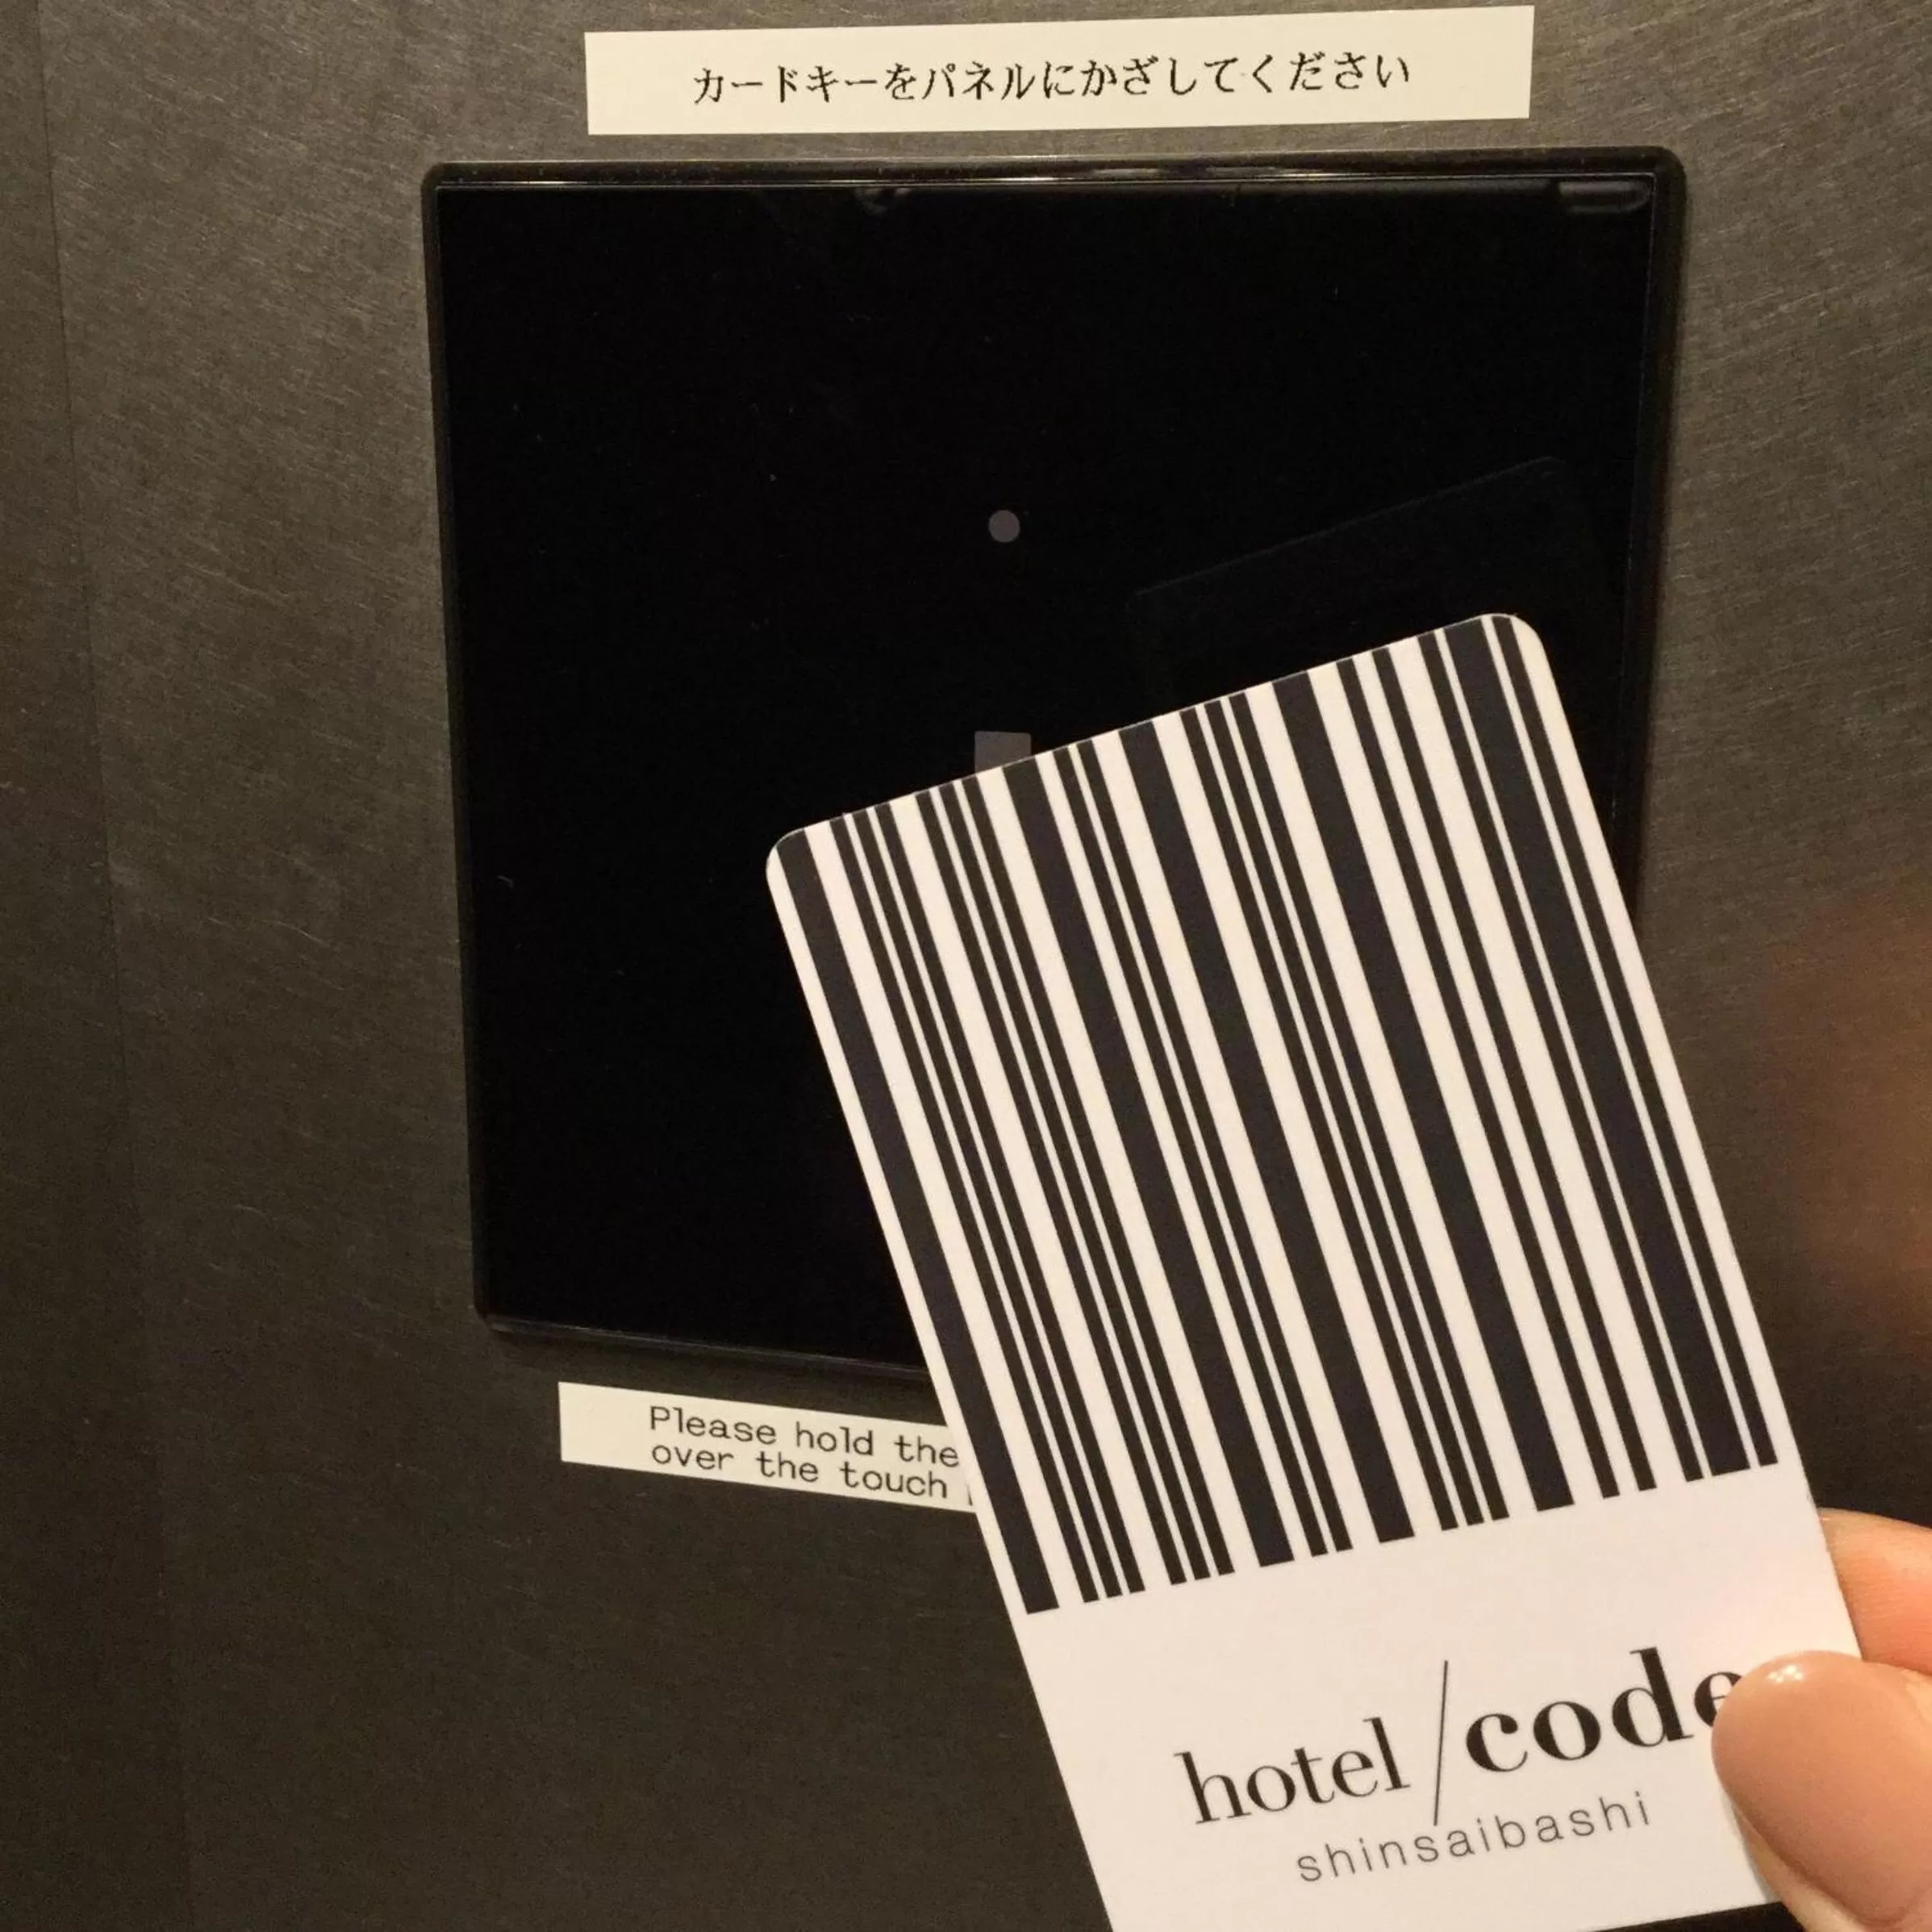 カードキーをパネルにかざしてください
Please hold the
over the touch
hotel/code
shinsaibashi